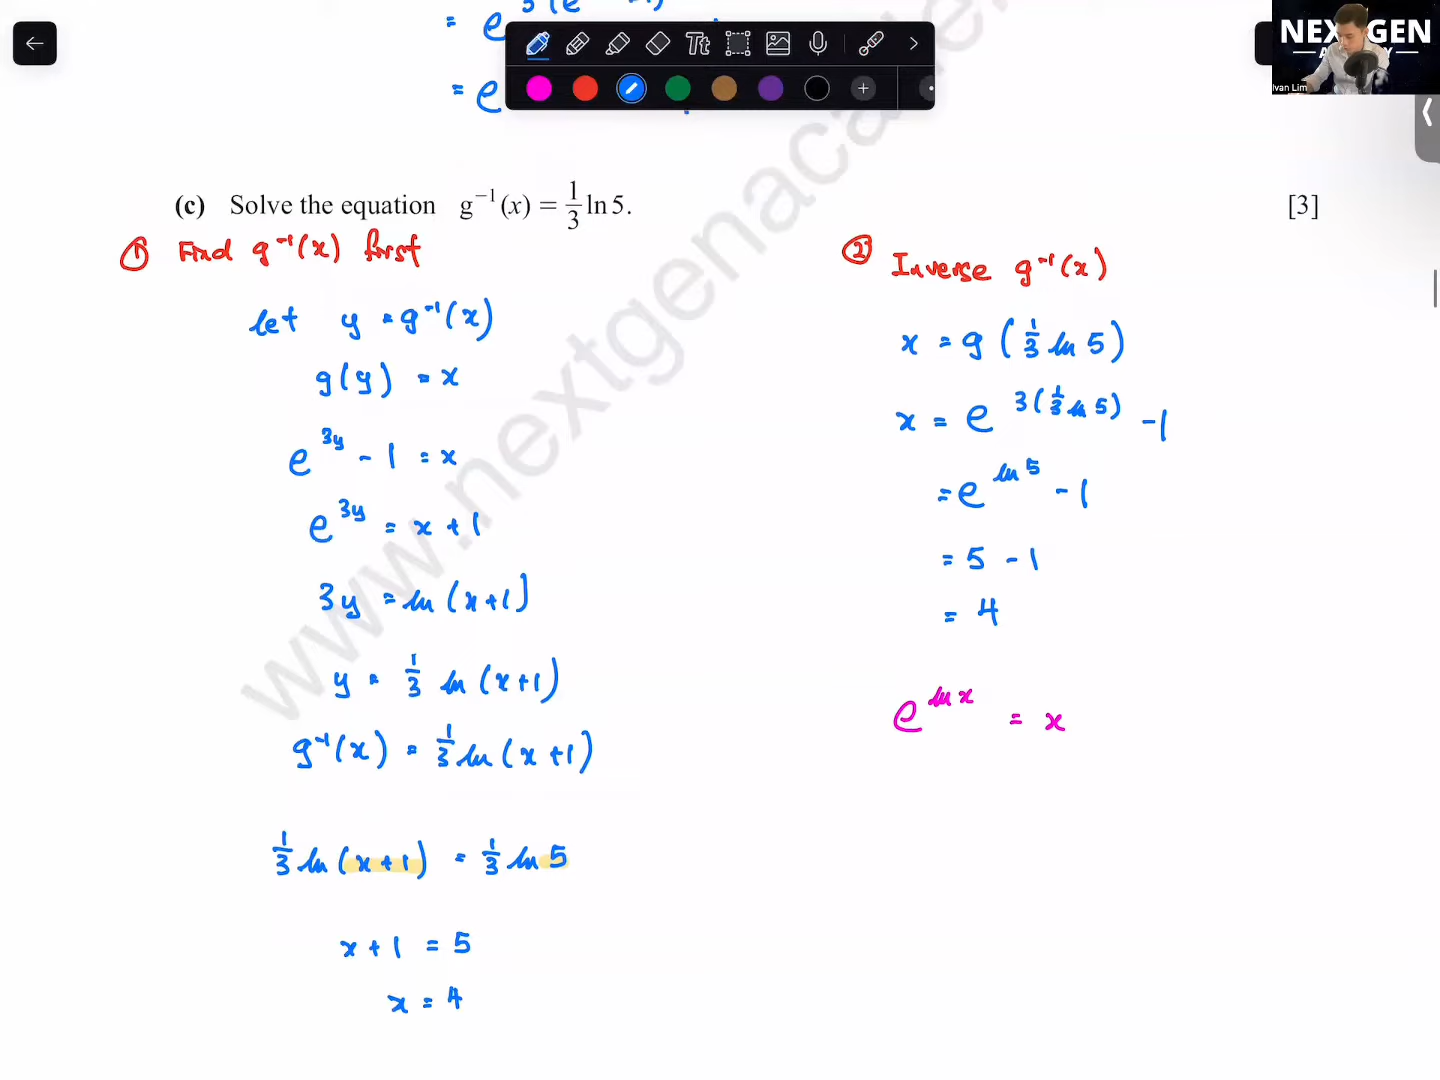 = e
= e
NEXTGEN
Ivan Lim
(c) Solve the equation g⁻¹(x) = 1/3 ln 5. [3]
① Find g⁻¹(x) first
let y = g⁻¹(x)
g(y) = x
e^3y - 1 = x
e^3y = x + 1
3y = ln(x+1)
y = 1/3 ln(x+1)
g⁻¹(x) = 1/3 ln(x+1)
1/3 ln(x+1) = 1/3 ln 5
x + 1 = 5
x = 4
② Inverse g⁻¹(x)
x = g(1/3 ln 5)
x = e^3(1/3 ln 5) - 1
= e^ln 5 - 1
= 5 - 1
= 4
e^ln x = x
www.nextgenacade